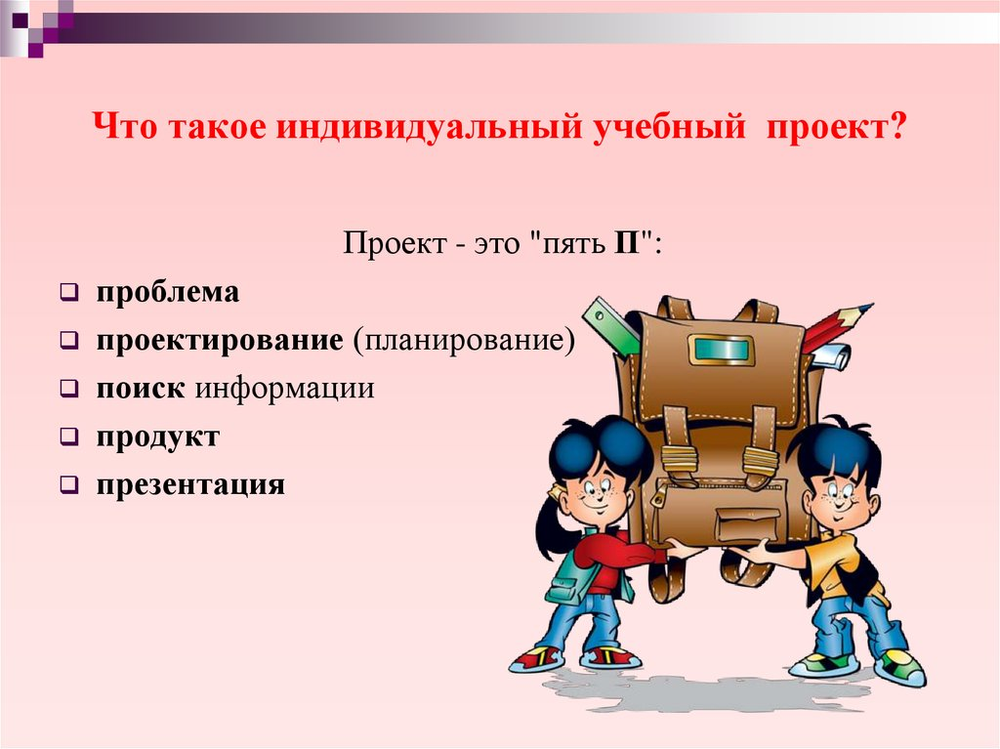 Что такое индивидуальный учебный  проект?
Проект - это "пять П":
проблема
проектирование (планирование)
поиск информации
продукт
презентация